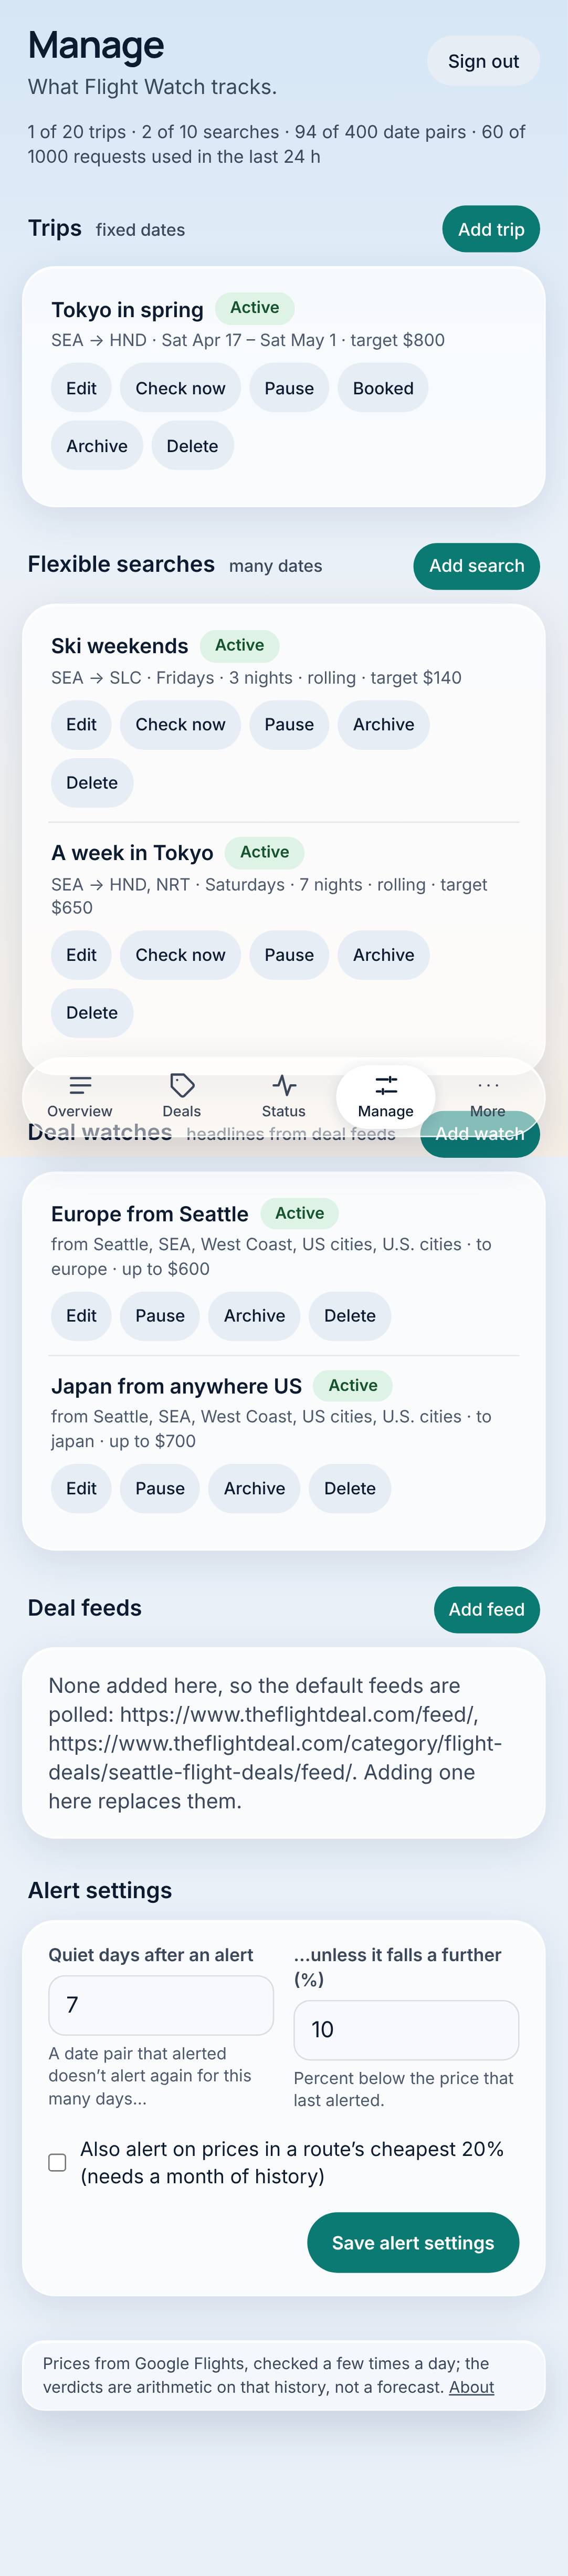 Manage
Sign out
What Flight Watch tracks.
1 of 20 trips · 2 of 10 searches · 94 of 400 date pairs · 60 of
1000 requests used in the last 24 h
Trips fixed dates
Add trip
Tokyo in spring Active
SEA → HND · Sat Apr 17 – Sat May 1 · target $800
Edit Check now Pause Booked
Archive Delete
Flexible searches many dates
Add search
Ski weekends Active
SEA → SLC · Fridays · 3 nights · rolling · target $140
Edit Check now Pause Archive
Delete
A week in Tokyo Active
SEA → HND, NRT · Saturdays · 7 nights · rolling · target
$650
Edit Check now Pause Archive
Delete
Overview Deals Status Manage More
Deal watches headlines from deal feeds Add watch
Europe from Seattle Active
from Seattle, SEA, West Coast, US cities, U.S. cities · to
europe · up to $600
Edit Pause Archive Delete
Japan from anywhere US Active
from Seattle, SEA, West Coast, US cities, U.S. cities · to
japan · up to $700
Edit Pause Archive Delete
Deal feeds
Add feed
None added here, so the default feeds are
polled: https://www.theflightdeal.com/feed/,
https://www.theflightdeal.com/category/flight-
deals/seattle-flight-deals/feed/. Adding one
here replaces them.
Alert settings
Quiet days after an alert
7
A date pair that alerted
doesn’t alert again for this
many days…
…unless it falls a further
(%)
10
Percent below the price that
last alerted.
Also alert on prices in a route’s cheapest 20%
(needs a month of history)
Save alert settings
Prices from Google Flights, checked a few times a day; the
verdicts are arithmetic on that history, not a forecast. About